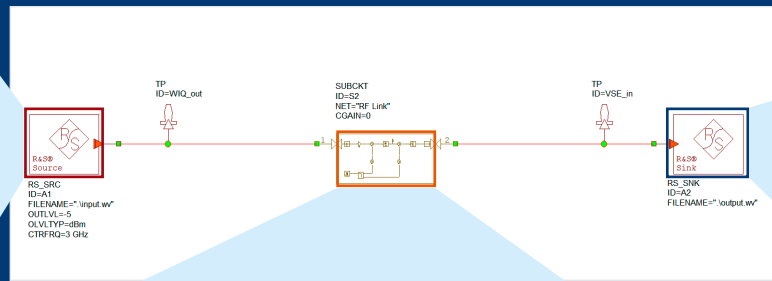 TP
ID=WIQ_out
SUBCKT
ID=S2
NET="RF Link"
CGAIN=0
TP
ID=VSE_in
1
2
R&S
R&S®
Source
R&S
R&S®
Sink
RS_SRC
ID=A1
FILENAME=".\input.wv"
OUTLVL=-5
OLVLTYP=dBm
CTRFRQ=3 GHz
RS_SNK
ID=A2
FILENAME=".\output.wv"